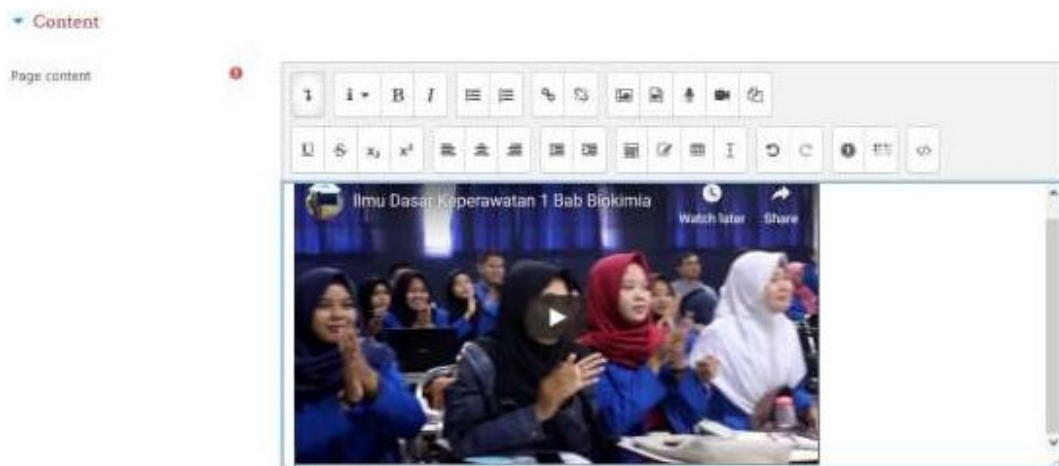 Content
Page content
Ilmu Dasar Keperawatan 1 Bab Biokimia
Watch later
Share